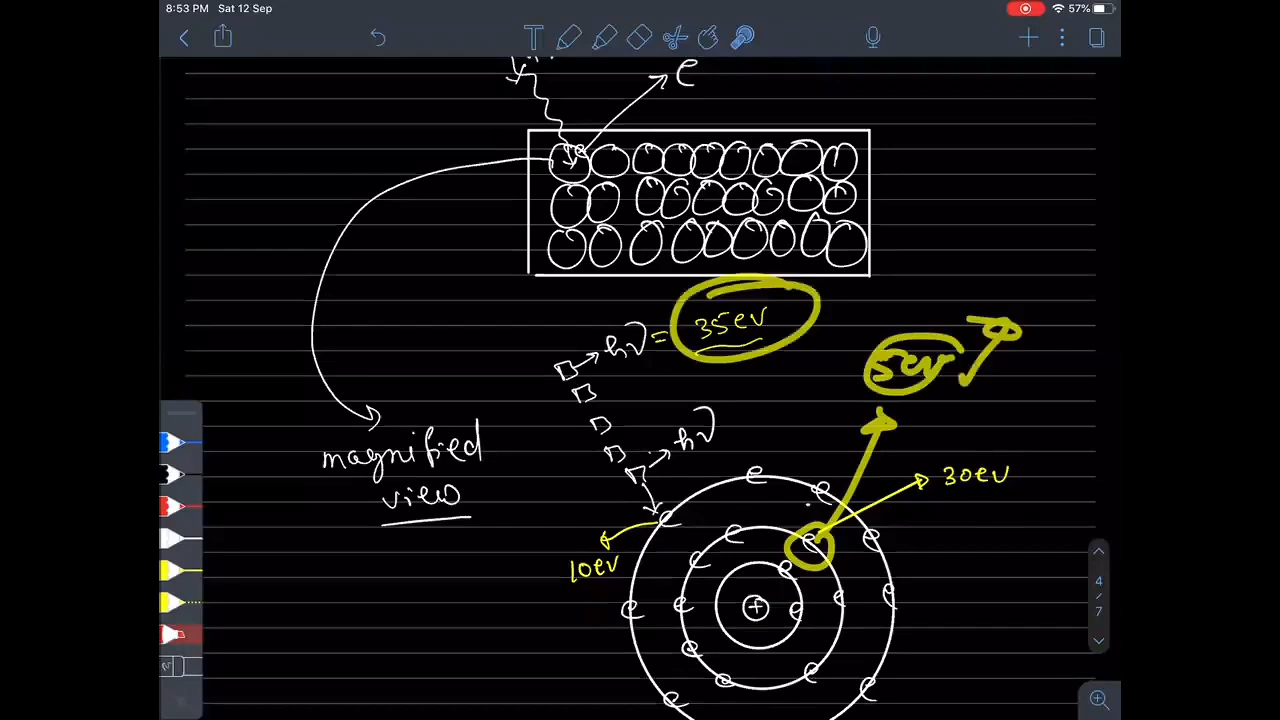 8:53 PM Sat 12 Sep
57%
T
e
hν = 35ev
5ev
magnified
view
hν
30ev
10ev
e e
e e e e
e e
e e e e e +
e e
e e e e
4
/
7